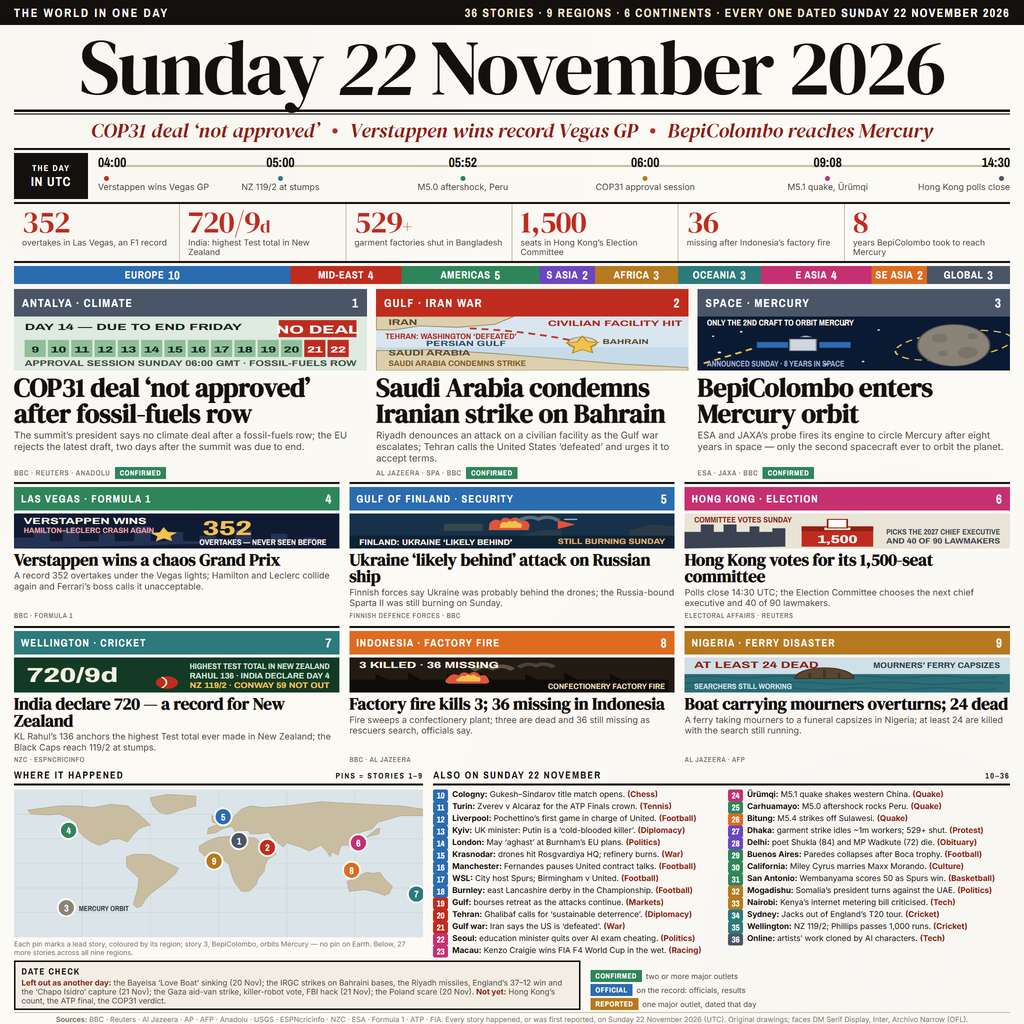 THE WORLD IN ONE DAY
36 STORIES · 9 REGIONS · 6 CONTINENTS · EVERY ONE DATED SUNDAY 22 NOVEMBER 2026
Sunday 22 November 2026
COP31 deal ‘not approved’ • Verstappen wins record Vegas GP • BepiColombo reaches Mercury
THE DAY
IN UTC
04:00
Verstappen wins Vegas GP
05:00
NZ 119/2 at stumps
05:52
M5.0 aftershock, Peru
06:00
COP31 approval session
09:08
M5.1 quake, Ürümqi
14:30
Hong Kong polls close
352
overtakes in Las Vegas, an F1 record
720/9d
India: highest Test total in New
Zealand
529+
garment factories shut in Bangladesh
1,500
seats in Hong Kong’s Election
Committee
36
missing after Indonesia’s factory fire
8
years BepiColombo took to reach
Mercury
EUROPE 10
MID-EAST 4
AMERICAS 5
S ASIA 2
AFRICA 3
OCEANIA 3
E ASIA 4
SE ASIA 2
GLOBAL 3
ANTALYA · CLIMATE 1
DAY 14 — DUE TO END FRIDAY
NO DEAL
9 10 11 12 13 14 15 16 17 18 19 20 21 22
APPROVAL SESSION SUNDAY 06:00 GMT · FOSSIL-FUELS ROW
COP31 deal ‘not approved’
after fossil-fuels row
The summit’s president says no climate deal after a fossil-fuels row; the EU
rejects the latest draft, two days after the summit was due to end.
BBC · REUTERS · ANADOLU CONFIRMED
GULF · IRAN WAR 2
IRAN
CIVILIAN FACILITY HIT
TEHRAN: WASHINGTON ‘DEFEATED’
PERSIAN GULF
BAHRAIN
SAUDI ARABIA
SAUDI ARABIA CONDEMNS STRIKE
Saudi Arabia condemns
Iranian strike on Bahrain
Riyadh denounces an attack on a civilian facility as the Gulf war
escalates; Tehran calls the United States ‘defeated’ and urges it to
accept terms.
AL JAZEERA · SPA · BBC CONFIRMED
SPACE · MERCURY 3
ONLY THE 2ND CRAFT TO ORBIT MERCURY
ANNOUNCED SUNDAY · 8 YEARS IN SPACE
BepiColombo enters
Mercury orbit
ESA and JAXA’s probe fires its engine to circle Mercury after eight
years in space — only the second spacecraft ever to orbit the planet.
ESA · JAXA · BBC CONFIRMED
LAS VEGAS · FORMULA 1 4
VERSTAPPEN WINS
HAMILTON–LECLERC CRASH AGAIN
352
OVERTAKES — NEVER SEEN BEFORE
Verstappen wins a chaos Grand Prix
A record 352 overtakes under the Vegas lights; Hamilton and Leclerc collide
again and Ferrari’s boss calls it unacceptable.
BBC · FORMULA 1
GULF OF FINLAND · SECURITY 5
FINLAND: UKRAINE ‘LIKELY BEHIND’
STILL BURNING SUNDAY
Ukraine ‘likely behind’ attack on Russian
ship
Finnish forces say Ukraine was probably behind the drones; the Russia-bound
Sparta II was still burning on Sunday.
FINNISH DEFENCE FORCES · BBC
HONG KONG · ELECTION 6
COMMITTEE VOTES SUNDAY
1,500
PICKS THE 2027 CHIEF EXECUTIVE
AND 40 OF 90 LAWMAKERS
Hong Kong votes for its 1,500-seat
committee
Polls close 14:30 UTC; the Election Committee chooses the next chief
executive and 40 of 90 lawmakers.
ELECTORAL AFFAIRS · REUTERS
WELLINGTON · CRICKET 7
720/9d
HIGHEST TEST TOTAL IN NEW ZEALAND
RAHUL 136 · INDIA DECLARE DAY 4
NZ 119/2 · CONWAY 59 NOT OUT
India declare 720 — a record for New
Zealand
KL Rahul’s 136 anchors the highest Test total ever made in New Zealand; the
Black Caps reach 119/2 at stumps.
NZC · ESPNCRICINFO
INDONESIA · FACTORY FIRE 8
3 KILLED · 36 MISSING
CONFECTIONERY FACTORY FIRE
Factory fire kills 3; 36 missing in Indonesia
Fire sweeps a confectionery plant; three are dead and 36 still missing as
rescuers search, officials say.
BBC · AL JAZEERA
NIGERIA · FERRY DISASTER 9
AT LEAST 24 DEAD
MOURNERS’ FERRY CAPSIZES
SEARCHERS STILL WORKING
Boat carrying mourners overturns; 24 dead
A ferry taking mourners to a funeral capsizes in Nigeria; at least 24 are killed
with the search still running.
AL JAZEERA · AFP
WHERE IT HAPPENED
PINS = STORIES 1–9
4
5
1
2
6
9
8
7
3 MERCURY ORBIT
Each pin marks a lead story, coloured by its region; story 3, BepiColombo, orbits Mercury — no pin on Earth. Below, 27
more stories across all nine regions.
ALSO ON SUNDAY 22 NOVEMBER
10–36
10 Cologny: Gukesh–Sindarov title match opens. (Chess)
11 Turin: Zverev v Alcaraz for the ATP Finals crown. (Tennis)
12 Liverpool: Pochettino’s first game in charge of United. (Football)
13 Kyiv: UK minister: Putin is a ‘cold-blooded killer’. (Diplomacy)
14 London: May ‘aghast’ at Burnham’s EU plans. (Politics)
15 Krasnodar: drones hit Rosgvardiya HQ; refinery burns. (War)
16 Manchester: Fernandes pauses United contract talks. (Football)
17 WSL: City host Spurs; Birmingham v United. (Football)
18 Burnley: east Lancashire derby in the Championship. (Football)
19 Gulf: bourses retreat as the attacks continue. (Markets)
20 Tehran: Ghalibaf calls for ‘sustainable deterrence’. (Diplomacy)
21 Gulf war: Iran says the US is ‘defeated’. (War)
22 Seoul: education minister quits over AI exam cheating. (Politics)
23 Macau: Kenzo Craigie wins FIA F4 World Cup in the wet. (Racing)
24 Ürümqi: M5.1 quake shakes western China. (Quake)
25 Carhuamayo: M5.0 aftershock rocks Peru. (Quake)
26 Bitung: M5.4 strikes off Sulawesi. (Quake)
27 Dhaka: garment strike idles ~1m workers; 529+ shut. (Protest)
28 Delhi: poet Shukla (84) and MP Wadkute (72) die. (Obituary)
29 Buenos Aires: Paredes collapses after Boca trophy. (Football)
30 California: Miley Cyrus marries Maxx Morando. (Culture)
31 San Antonio: Wembanyama scores 50 as Spurs win. (Basketball)
32 Mogadishu: Somalia’s president turns against the UAE. (Politics)
33 Nairobi: Kenya’s internet metering bill criticised. (Tech)
34 Sydney: Jacks out of England’s T20 tour. (Cricket)
35 Wellington: NZ 119/2; Phillips passes 1,000 runs. (Cricket)
36 Online: artists’ work cloned by AI characters. (Tech)
DATE CHECK
Left out as another day: the Bayelsa ‘Love Boat’ sinking (20 Nov); the IRGC strikes on Bahraini bases, the Riyadh missiles, England’s 37–12 win and
the ‘Chapo Isidro’ capture (21 Nov); the Gaza aid-van strike, killer-robot vote, FBI hack (21 Nov); the Poland scare (20 Nov). Not yet: Hong Kong’s
count, the ATP final, the COP31 verdict.
CONFIRMED two or more major outlets
OFFICIAL on the record: officials, results
REPORTED one major outlet, dated that day
Sources: BBC · Reuters · Al Jazeera · AP · AFP · Anadolu · USGS · ESPNcricinfo · NZC · ESA · Formula 1 · ATP · FIA. Every story happened, or was first reported, on Sunday 22 November 2026 (UTC). Original drawings; faces DM Serif Display, Inter, Archivo Narrow (OFL).